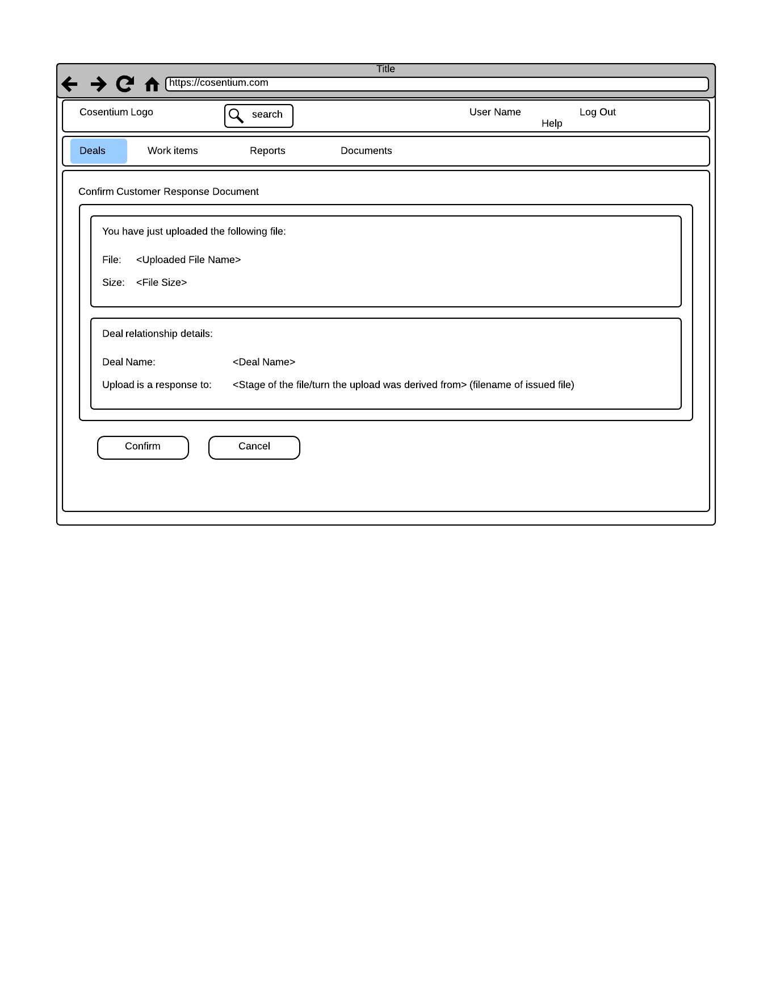 Title
https://cosentium.com
Cosentium Logo search User Name Log Out
Help
Deals Work items Reports Documents
Confirm Customer Response Document
You have just uploaded the following file:
File: <Uploaded File Name>
Size: <File Size>
Deal relationship details:
Deal Name: <Deal Name>
Upload is a response to: <Stage of the file/turn the upload was derived from> (filename of issued file)
Confirm Cancel